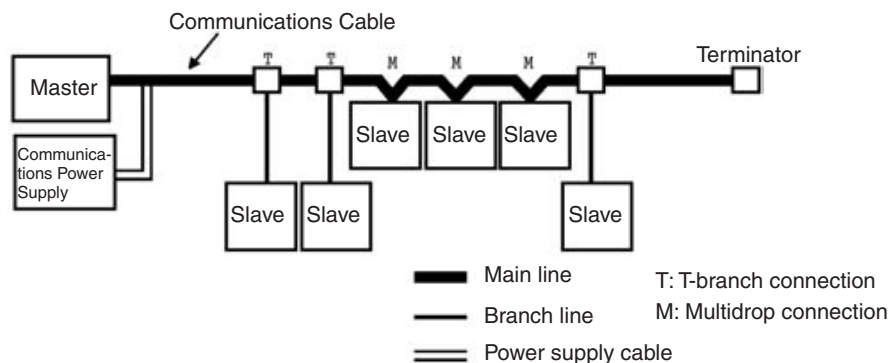 Communications Cable
T T M M M T
Terminator
Master
Slave Slave Slave
Communica-
tions Power
Supply
Slave Slave Slave
Main line
T: T-branch connection
Branch line
M: Multidrop connection
Power supply cable